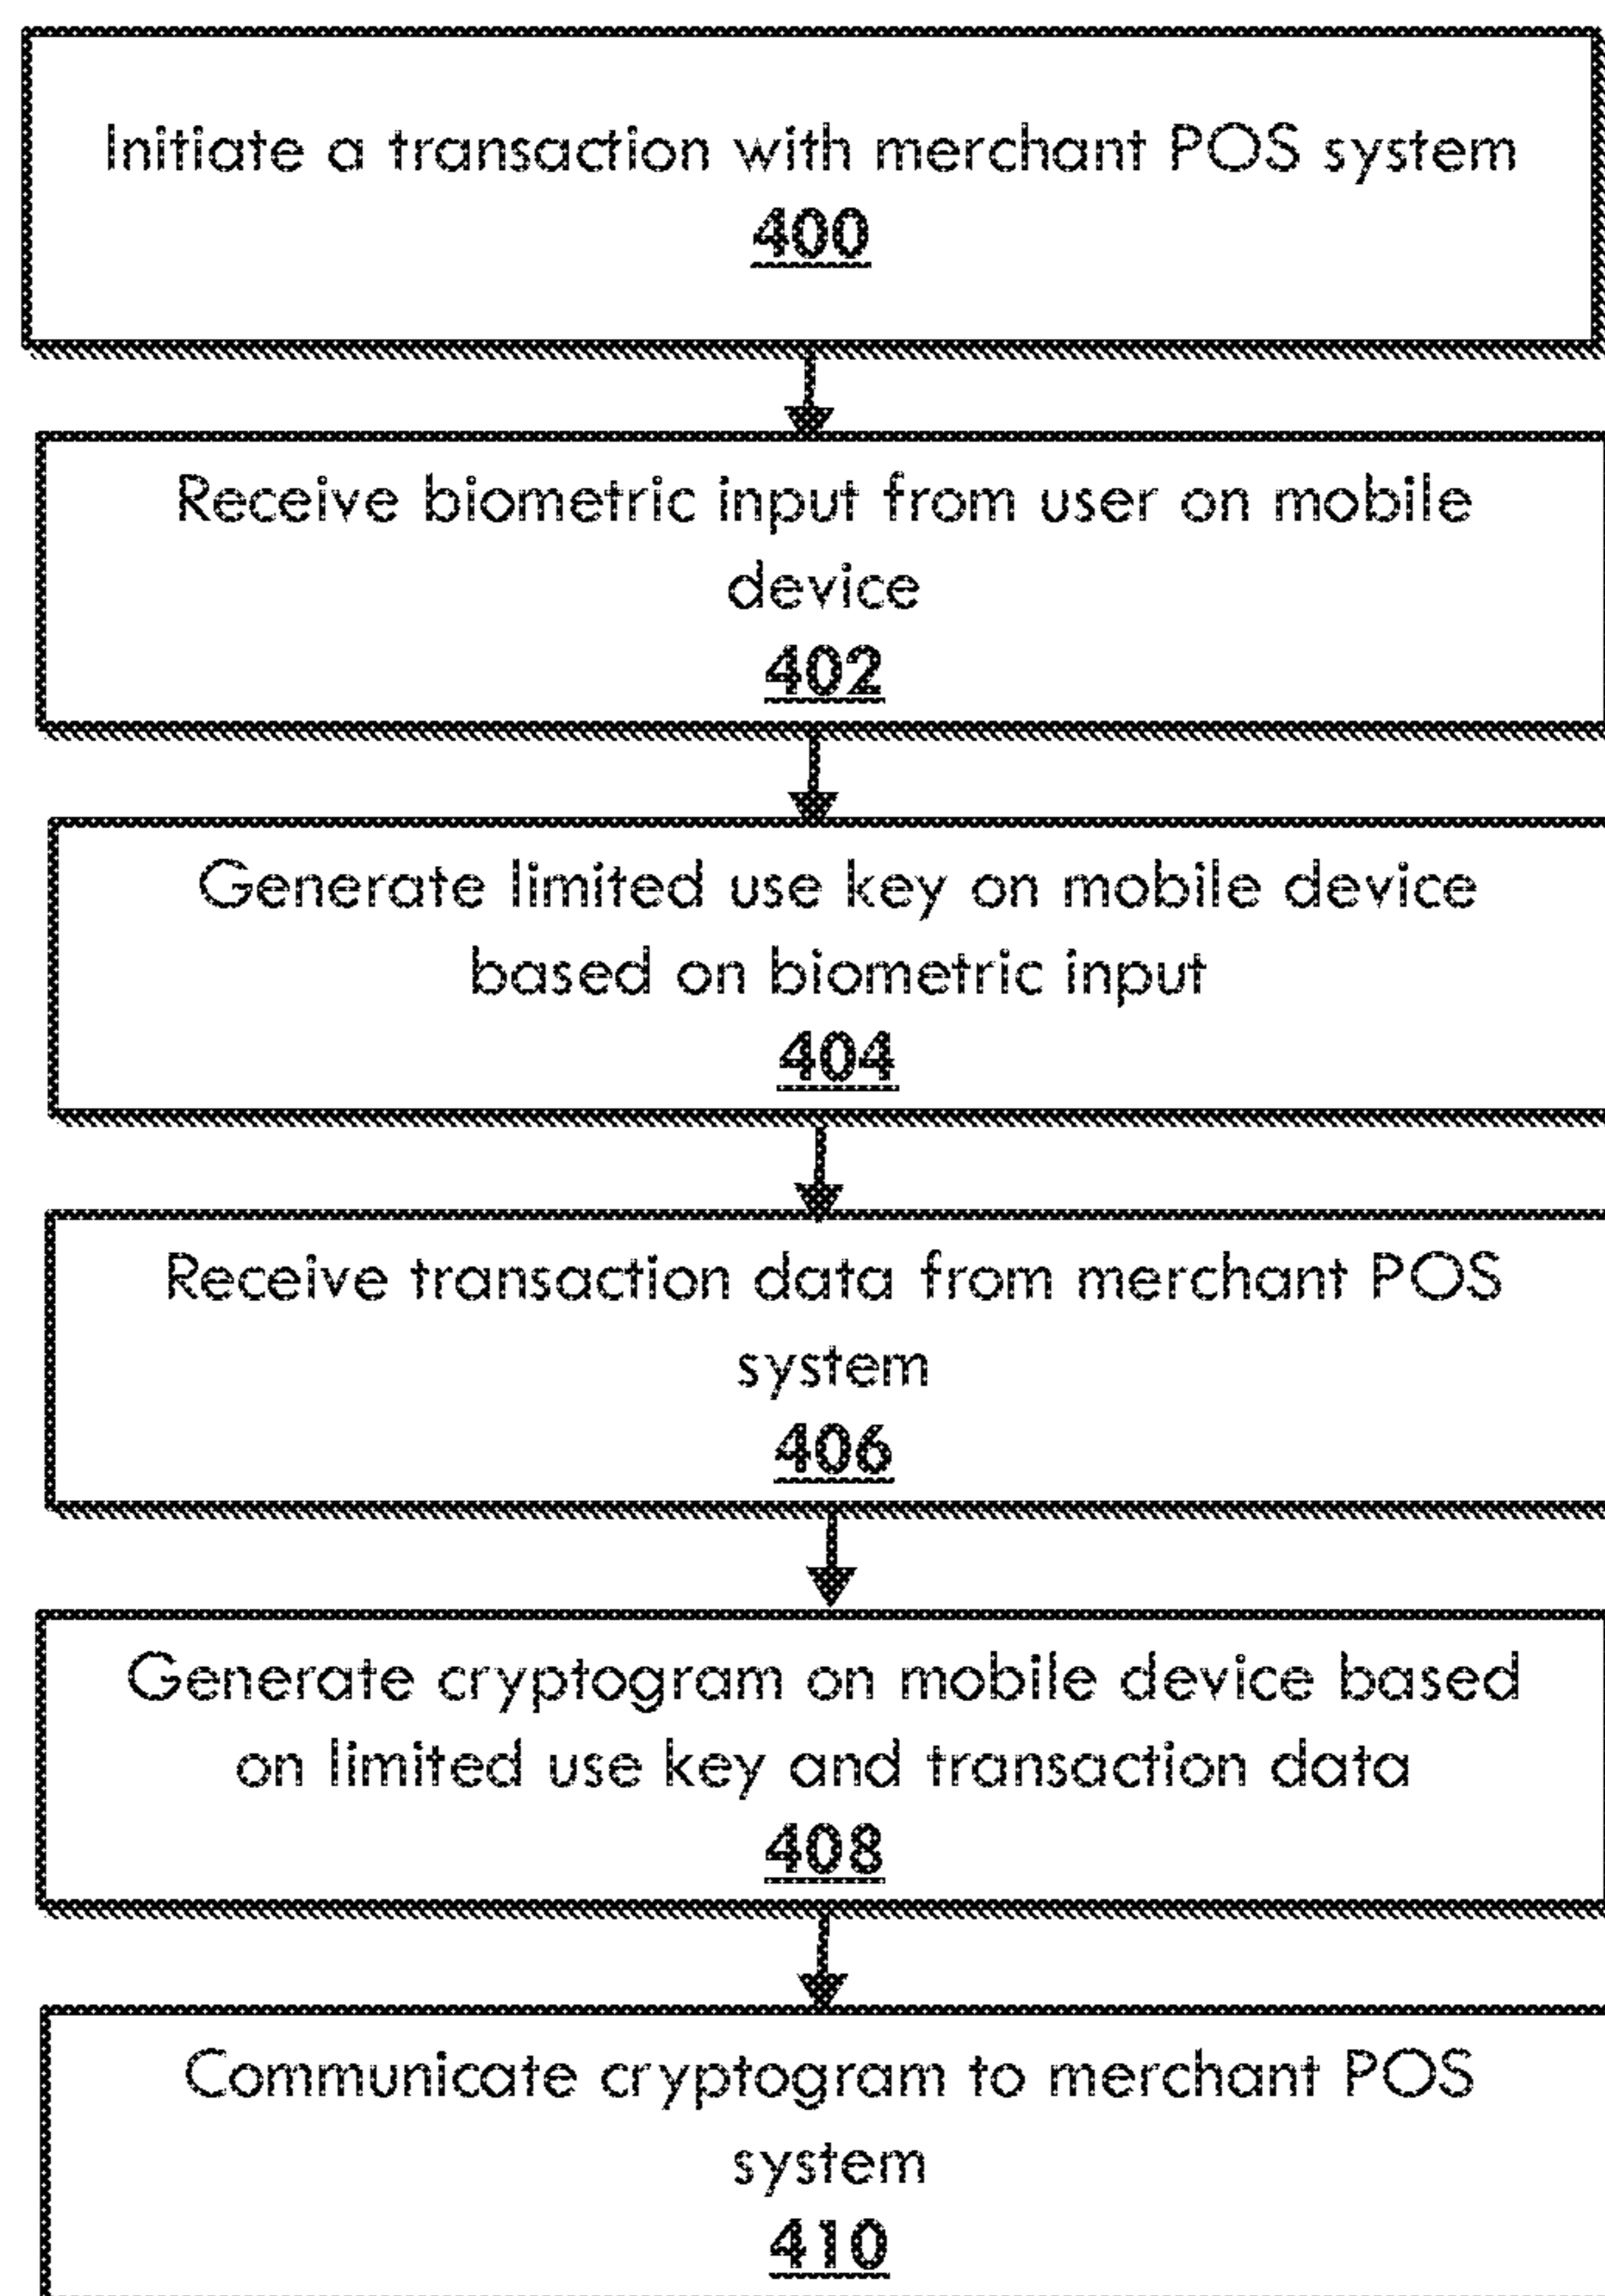 Initiate a transaction with merchant POS system
400
Receive biometric input from user on mobile
device
402
Generate limited use key on mobile device
based on biometric input
404
Receive transaction data from merchant POS
system
406
Generate cryptogram on mobile device based
on limited use key and transaction data
408
Communicate cryptogram to merchant POS
system
410